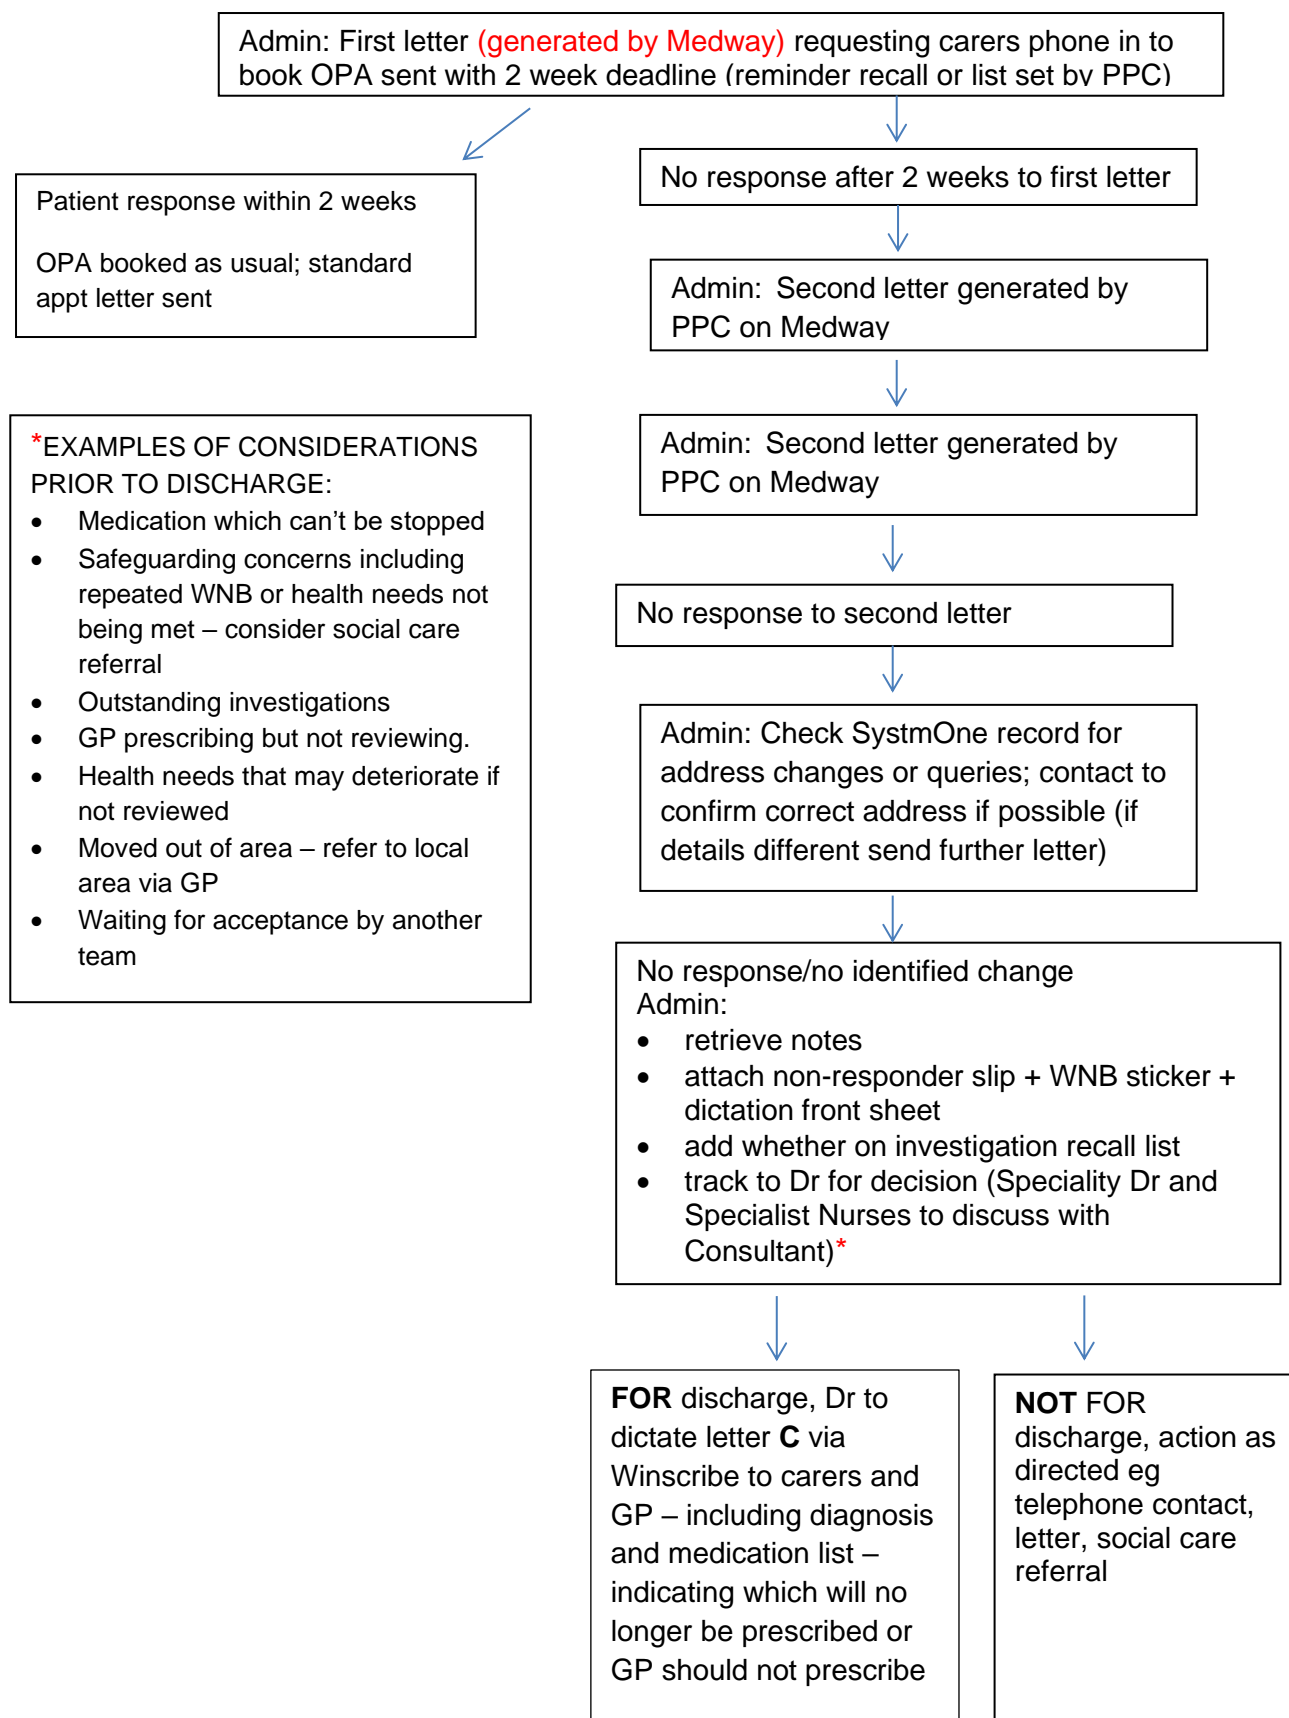 Admin: First letter (generated by Medway) requesting carers phone in to
book OPA sent with 2 week deadline (reminder recall or list set by PPC)
Patient response within 2 weeks
OPA booked as usual; standard
appt letter sent
No response after 2 weeks to first letter
Admin: Second letter generated by
PPC on Medway
Admin: Second letter generated by
PPC on Medway
No response to second letter
Admin: Check SystmOne record for
address changes or queries; contact to
confirm correct address if possible (if
details different send further letter)
*EXAMPLES OF CONSIDERATIONS
PRIOR TO DISCHARGE:
• Medication which can’t be stopped
• Safeguarding concerns including
repeated WNB or health needs not
being met – consider social care
referral
• Outstanding investigations
• GP prescribing but not reviewing.
• Health needs that may deteriorate if
not reviewed
• Moved out of area – refer to local
area via GP
• Waiting for acceptance by another
team
No response/no identified change
Admin:
• retrieve notes
• attach non-responder slip + WNB sticker +
dictation front sheet
• add whether on investigation recall list
• track to Dr for decision (Speciality Dr and
Specialist Nurses to discuss with
Consultant)*
FOR discharge, Dr to
dictate letter C via
Winscribe to carers and
GP – including diagnosis
and medication list –
indicating which will no
longer be prescribed or
GP should not prescribe
NOT FOR
discharge, action as
directed eg
telephone contact,
letter, social care
referral